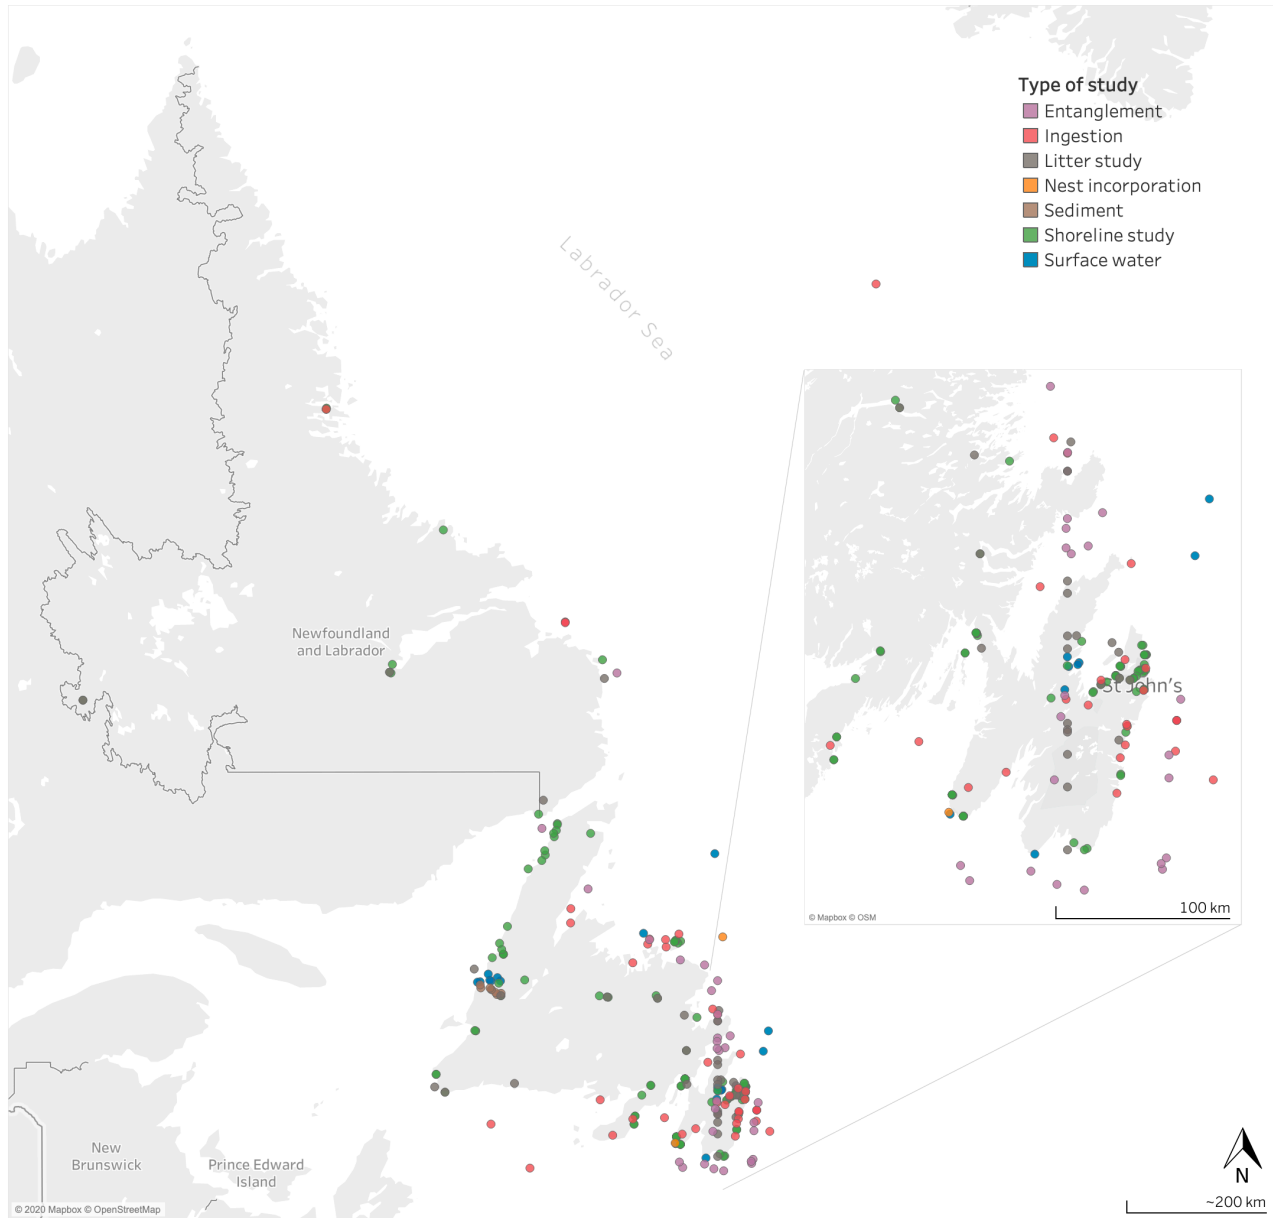 Type of study
Entanglement
Ingestion
Litter study
Nest incorporation
Sediment
Shoreline study
Surface water
Labrador Sea
Newfoundland
and Labrador
St John's
100 km
© Mapbox © OSM
New
Brunswick
Prince Edward
Island
N
~200 km
© 2020 Mapbox © OpenStreetMap